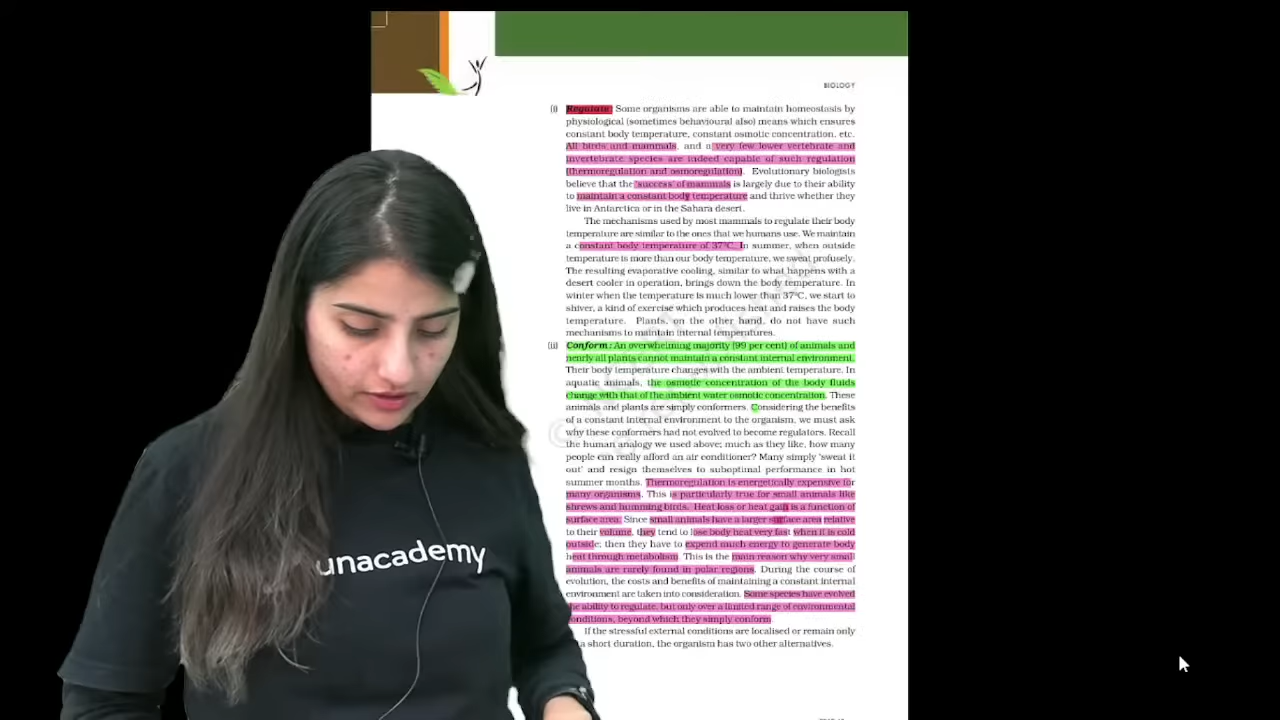 BIOLOGY
(i) Regulate: Some organisms are able to maintain homeostasis by
physiological (sometimes behavioural also) means which ensures
constant body temperature, constant osmotic concentration, etc.
All birds and mammals, and a very few lower vertebrate and
invertebrate species are indeed capable of such regulation
(thermoregulation and osmoregulation). Evolutionary biologists
believe that the 'success' of mammals is largely due to their ability
to maintain a constant body temperature and thrive whether they
live in Antarctica or in the Sahara desert.
The mechanisms used by most mammals to regulate their body
temperature are similar to the ones that we humans use. We maintain
a constant body temperature of 37°C. In summer, when outside
temperature is more than our body temperature, we sweat profusely.
The resulting evaporative cooling, similar to what happens with a
desert cooler in operation, brings down the body temperature. In
winter when the temperature is much lower than 37°C, we start to
shiver, a kind of exercise which produces heat and raises the body
temperature. Plants, on the other hand, do not have such
mechanisms to maintain internal temperatures.
(ii) Conform: An overwhelming majority (99 per cent) of animals and
nearly all plants cannot maintain a constant internal environment.
Their body temperature changes with the ambient temperature. In
aquatic animals, the osmotic concentration of the body fluids
change with that of the ambient water osmotic concentration. These
animals and plants are simply conformers. Considering the benefits
of a constant internal environment to the organism, we must ask
why these conformers had not evolved to become regulators. Recall
the human analogy we used above; much as they like, how many
people can really afford an air conditioner? Many simply 'sweat it
out' and resign themselves to suboptimal performance in hot
summer months. Thermoregulation is energetically expensive for
many organisms. This is particularly true for small animals like
shrews and humming birds. Heat loss or heat gain is a function of
surface area. Since small animals have a larger surface area relative
to their volume, they tend to lose body heat very fast when it is cold
outside; then they have to expend much energy to generate body
heat through metabolism. This is the main reason why very small
animals are rarely found in polar regions. During the course of
evolution, the costs and benefits of maintaining a constant internal
environment are taken into consideration. Some species have evolved
he ability to regulate, but only over a limited range of environmental
onditions, beyond which they simply conform.
If the stressful external conditions are localised or remain only
a short duration, the organism has two other alternatives.
unacademy